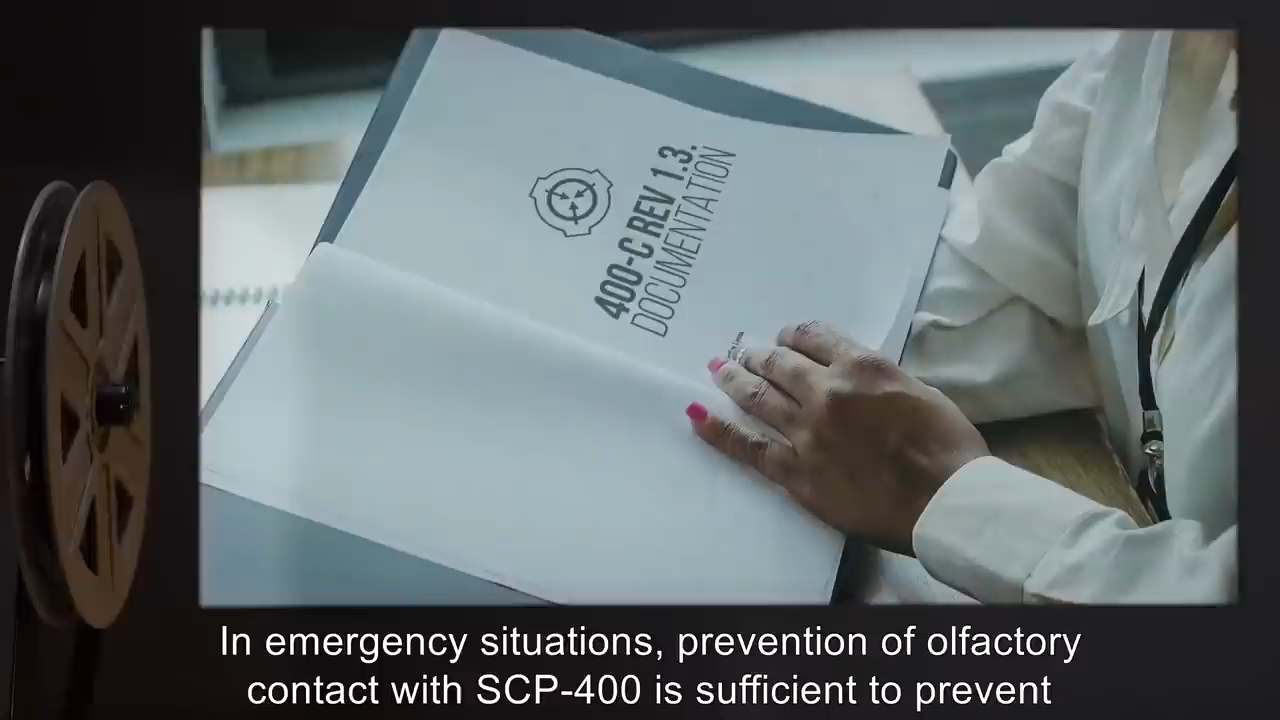 400-C REV 1.3.
DOCUMENTATION
In emergency situations, prevention of olfactory
contact with SCP-400 is sufficient to prevent